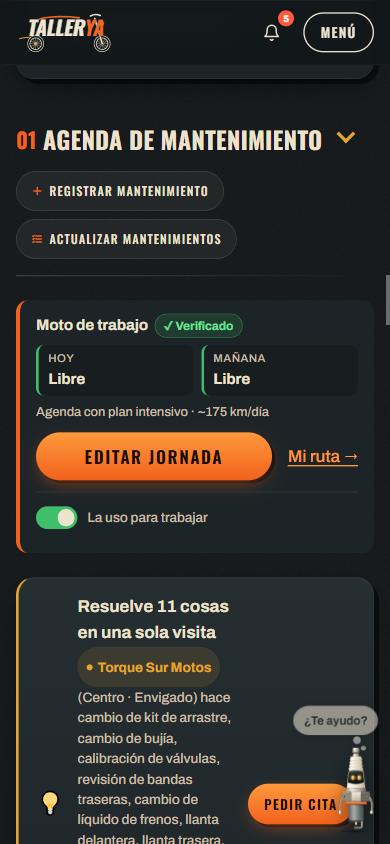 TALLERYA
5
MENÚ
01 AGENDA DE MANTENIMIENTO
+ REGISTRAR MANTENIMIENTO
ACTUALIZAR MANTENIMIENTOS
Moto de trabajo ✓ Verificado
HOY
Libre
MAÑANA
Libre
Agenda con plan intensivo · ~175 km/día
EDITAR JORNADA
Mi ruta →
La uso para trabajar
Resuelve 11 cosas
en una sola visita
● Torque Sur Motos
(Centro · Envigado) hace
cambio de kit de arrastre,
cambio de bujía,
calibración de válvulas,
revisión de bandas
traseras, cambio de
líquido de frenos, llanta
delantera, llanta trasera,
¿Te ayudo?
PEDIR CITA